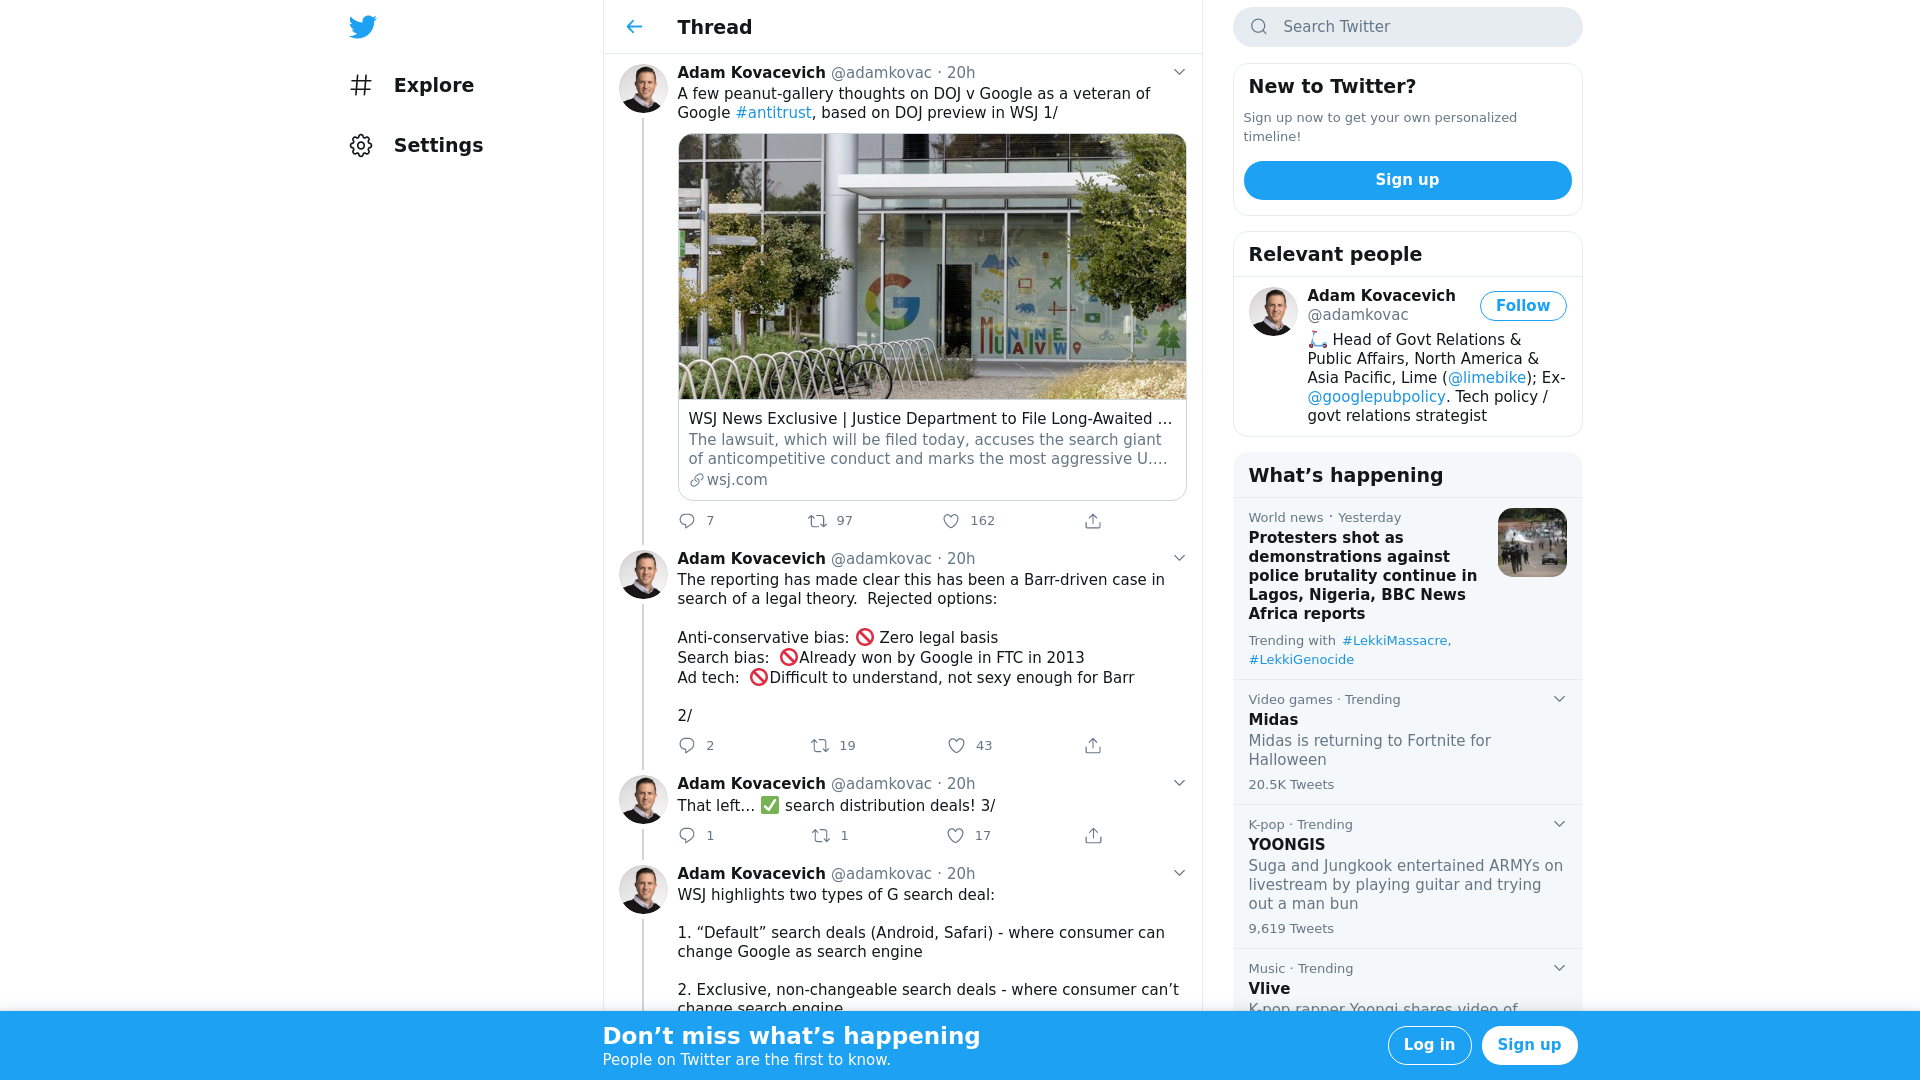 Explore
Settings
Thread
Adam Kovacevich @adamkovac · 20h
A few peanut-gallery thoughts on DOJ v Google as a veteran of
Google #antitrust, based on DOJ preview in WSJ 1/
WSJ News Exclusive | Justice Department to File Long-Awaited ...
The lawsuit, which will be filed today, accuses the search giant
of anticompetitive conduct and marks the most aggressive U....
wsj.com
7 97 162
Adam Kovacevich @adamkovac · 20h
The reporting has made clear this has been a Barr-driven case in
search of a legal theory.  Rejected options:
Anti-conservative bias: 🚫 Zero legal basis
Search bias:  🚫Already won by Google in FTC in 2013
Ad tech:  🚫Difficult to understand, not sexy enough for Barr
2/
2 19 43
Adam Kovacevich @adamkovac · 20h
That left… ✅ search distribution deals! 3/
1 1 17
Adam Kovacevich @adamkovac · 20h
WSJ highlights two types of G search deal:
1. “Default” search deals (Android, Safari) - where consumer can
change Google as search engine
2. Exclusive, non-changeable search deals - where consumer can’t
change search engine
Search Twitter
New to Twitter?
Sign up now to get your own personalized
timeline!
Sign up
Relevant people
Adam Kovacevich
@adamkovac
Follow
🛴 Head of Govt Relations &
Public Affairs, North America &
Asia Pacific, Lime (@limebike); Ex-
@googlepubpolicy. Tech policy /
govt relations strategist
What’s happening
World news · Yesterday
Protesters shot as
demonstrations against
police brutality continue in
Lagos, Nigeria, BBC News
Africa reports
Trending with #LekkiMassacre,
#LekkiGenocide
Video games · Trending
Midas
Midas is returning to Fortnite for
Halloween
20.5K Tweets
K-pop · Trending
YOONGIS
Suga and Jungkook entertained ARMYs on
livestream by playing guitar and trying
out a man bun
9,619 Tweets
Music · Trending
Vlive
K-pop rapper Yoongi shares video of
Don’t miss what’s happening
People on Twitter are the first to know.
Log in
Sign up